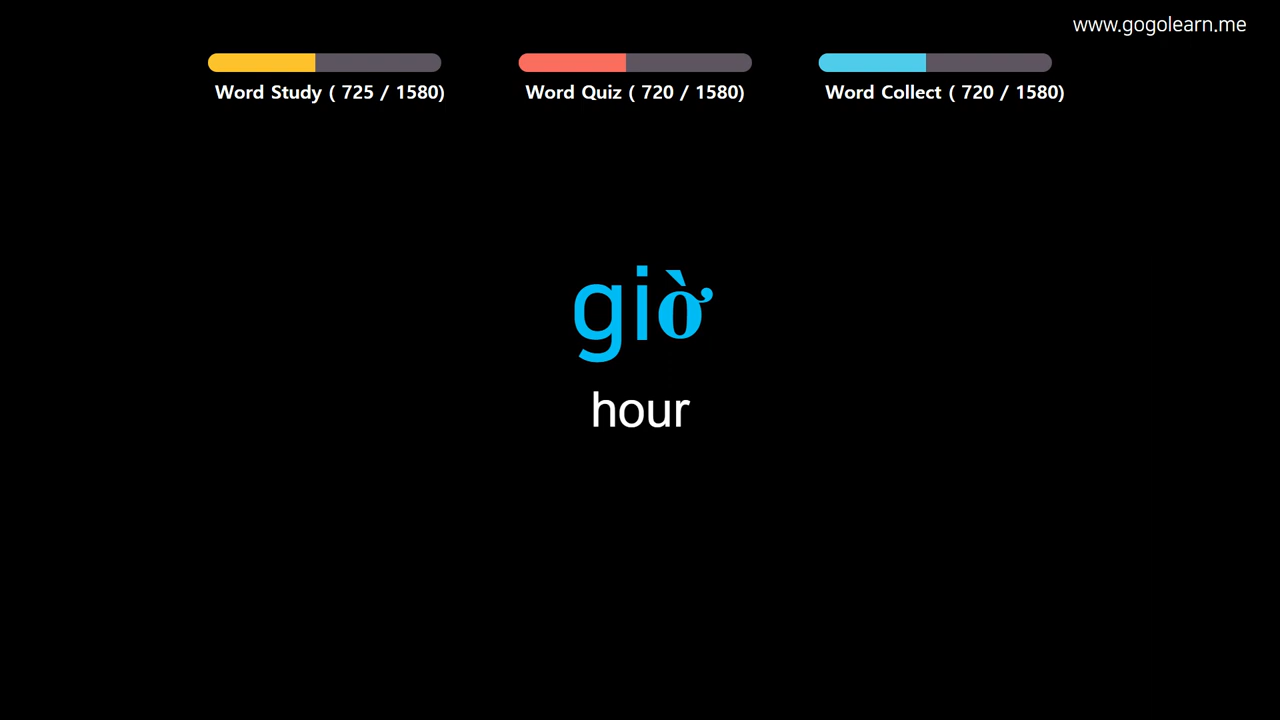 www.gogolearn.me
Word Study ( 725 / 1580)
Word Quiz ( 720 / 1580)
Word Collect ( 720 / 1580)
giờ
hour